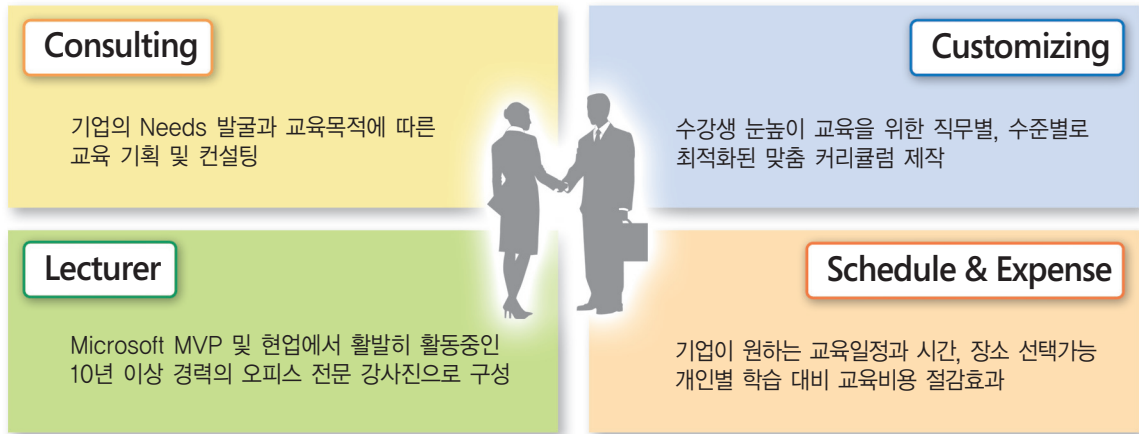 Consulting
기업의 Needs 발굴과 교육목적에 따른
교육 기획 및 컨설팅
Customizing
수강생 눈높이 교육을 위한 직무별, 수준별로
최적화된 맞춤 커리큘럼 제작
Lecturer
Microsoft MVP 및 현업에서 활발히 활동중인
10년 이상 경력의 오피스 전문 강사진으로 구성
Schedule & Expense
기업이 원하는 교육일정과 시간, 장소 선택가능
개인별 학습 대비 교육비용 절감효과